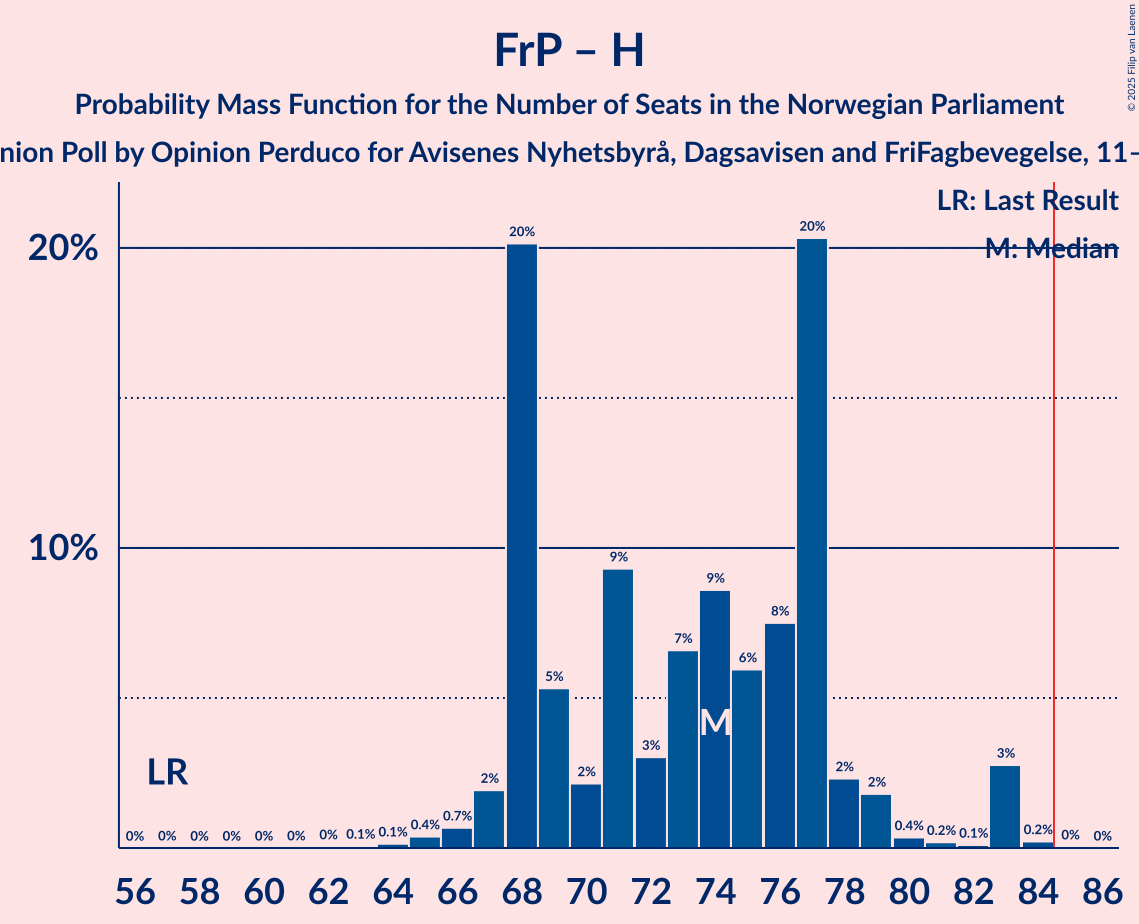 FrP – H
Probability Mass Function for the Number of Seats in the Norwegian Parliament
nion Poll by Opinion Perduco for Avisenes Nyhetsbyrå, Dagsavisen and FriFagbevegelse, 11–
© 2025 Filip van Laenen
LR: Last Result
M: Median
20%
10%
20% 20%
9% 9%
8%
7%
6%
5%
3% 3%
2% 2% 2% 2%
0% 0% 0% 0% 0% 0% 0% 0.1% 0.1% 0.4% 0.7% 0.4% 0.2% 0.1% 0.2% 0% 0%
M
LR
56 58 60 62 64 66 68 70 72 74 76 78 80 82 84 86